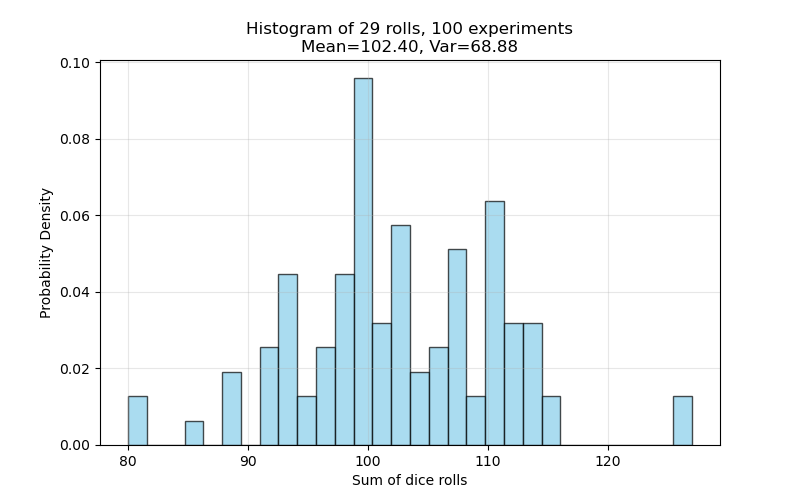 Histogram of 29 rolls, 100 experiments
Mean=102.40, Var=68.88
0.10
0.08
0.06
0.04
0.02
0.00
Probability Density
80 90 100 110 120
Sum of dice rolls